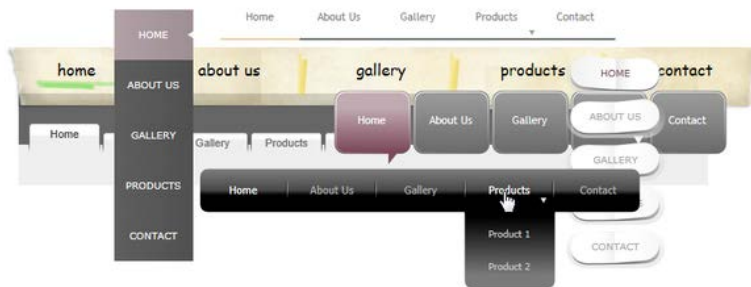 Home About Us Gallery Products Contact
HOME
home about us gallery products contact
HOME
ABOUT US
Home About Us Gallery Contact
ABOUT US
Home Gallery Products
GALLERY
GALLERY
PRODUCTS
Home About Us Gallery Products Contact
Product 1
CONTACT
CONTACT
Product 2